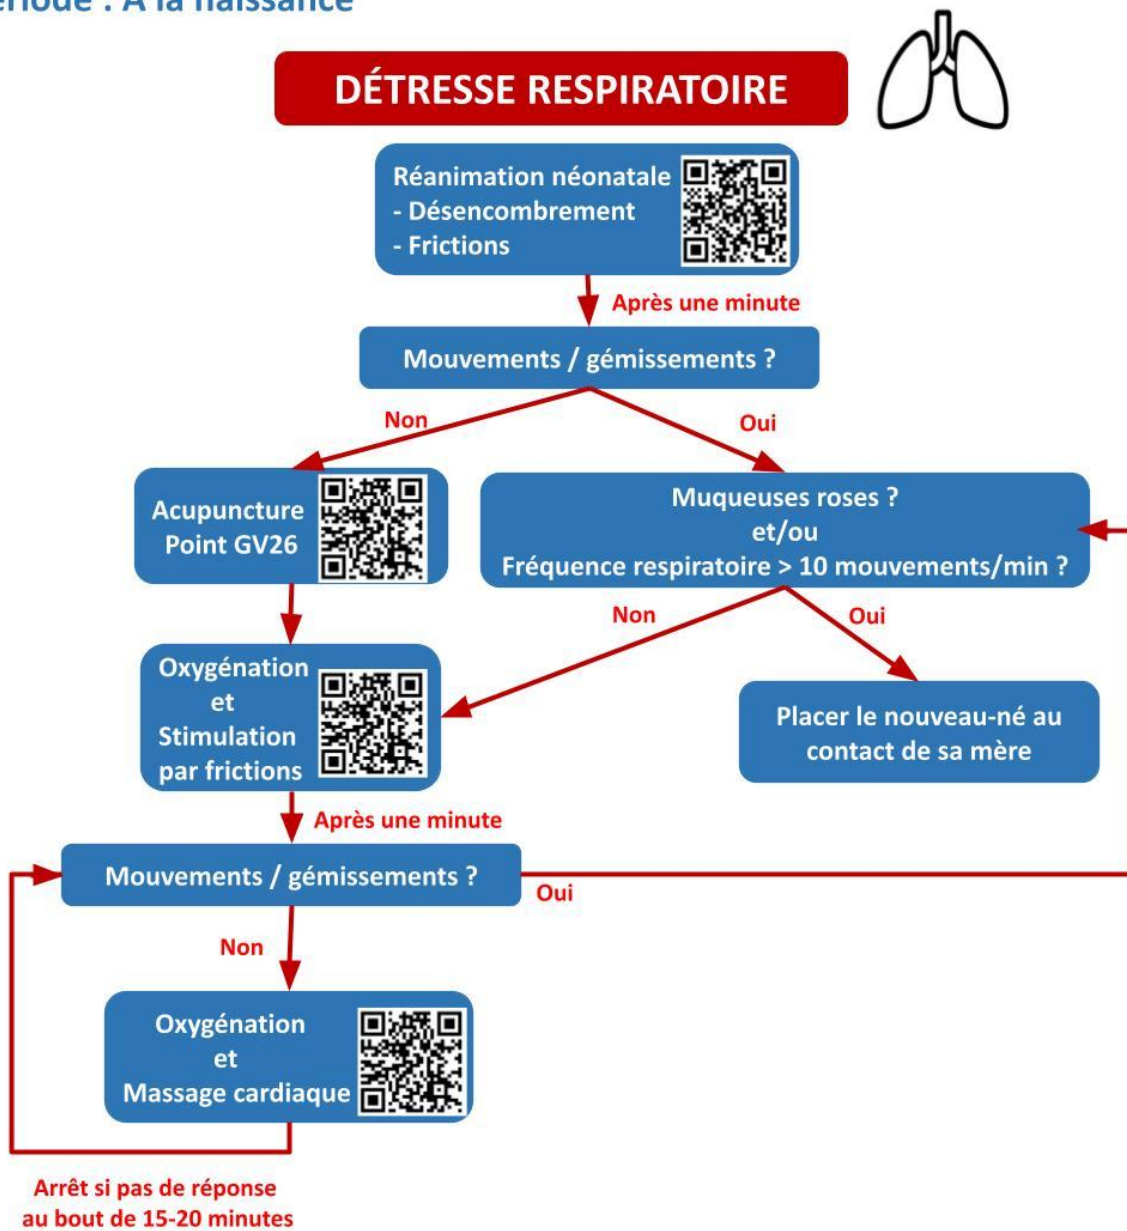 ériode : A la naissance
DÉTRESSE RESPIRATOIRE
Réanimation néonatale
- Désencombrement
- Frictions
Après une minute
Mouvements / gémissements ?
Non
Oui
Acupuncture
Point GV26
Muqueuses roses ?
et/ou
Fréquence respiratoire > 10 mouvements/min ?
Non
Oui
Oxygénation
et
Stimulation
par frictions
Placer le nouveau-né au
contact de sa mère
Après une minute
Mouvements / gémissements ?
Oui
Non
Oxygénation
et
Massage cardiaque
Arrêt si pas de réponse
au bout de 15-20 minutes